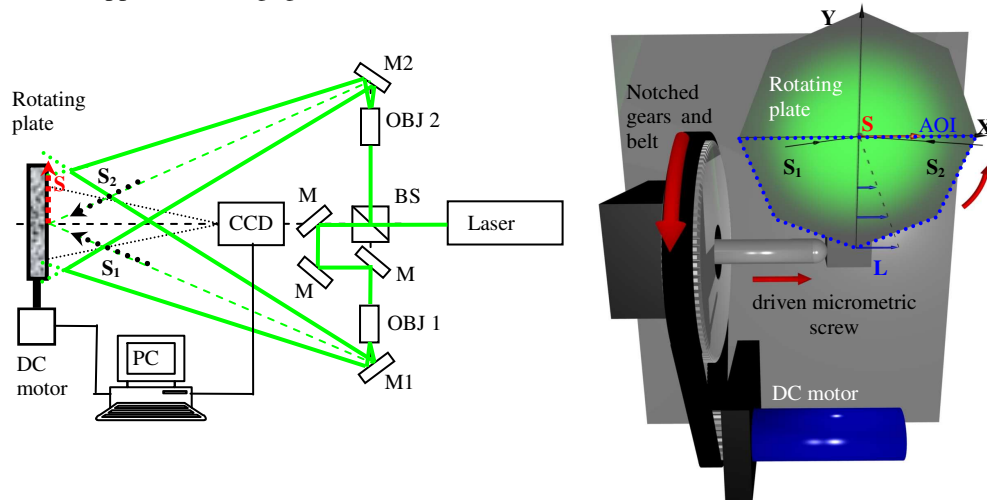 M2
Rotating
plate
OBJ 2
S
S₂
M
BS
CCD
Laser
S₁
M
M
OBJ 1
DC
motor
PC
M1
Y
Notched
gears and
belt
Rotating
plate
S
AOI
X
S₁
S₂
L
driven micrometric
screw
DC motor